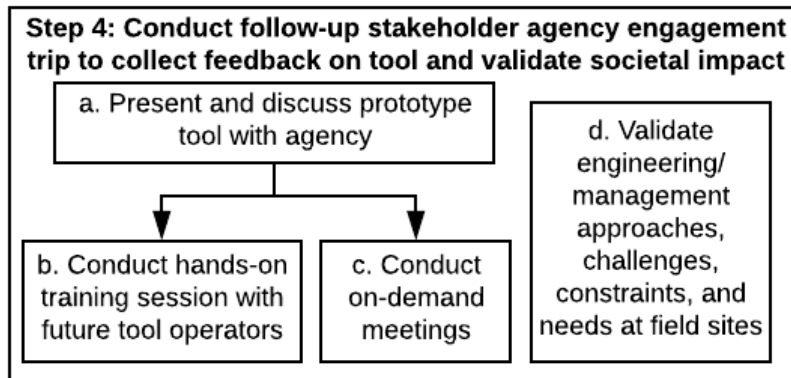 Step 4: Conduct follow-up stakeholder agency engagement
trip to collect feedback on tool and validate societal impact
a. Present and discuss prototype
tool with agency
b. Conduct hands-on
training session with
future tool operators
c. Conduct
on-demand
meetings
d. Validate
engineering/
management
approaches,
challenges,
constraints, and
needs at field sites